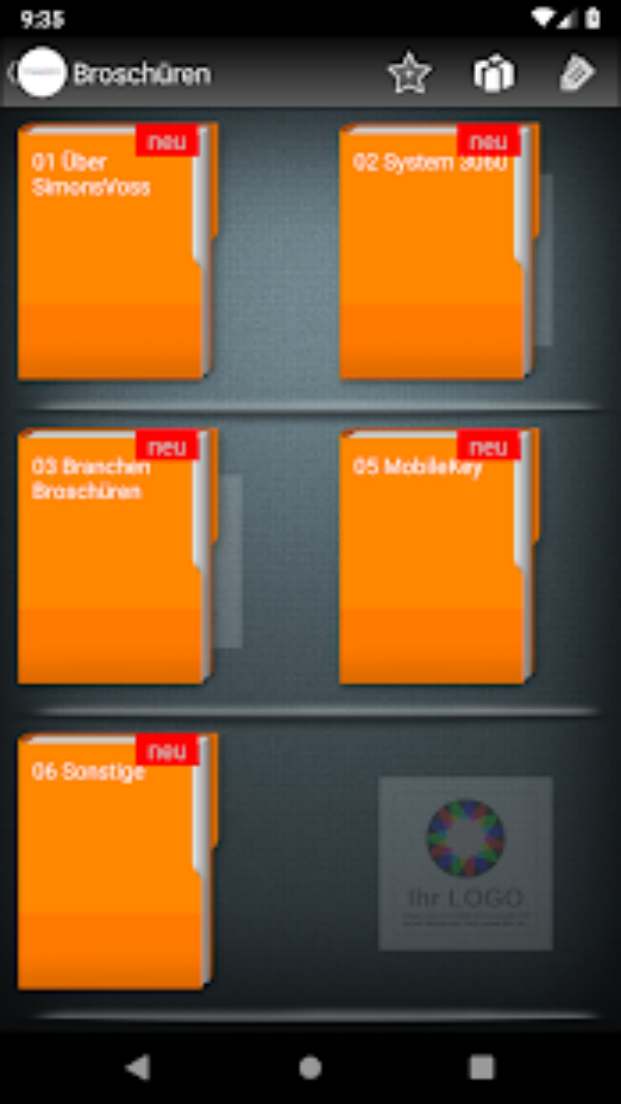 9:35
Broschüren
neu
01 Über
SimonsVoss
neu
02 System 3060
neu
03 Branchen
Broschüren
neu
05 MobileKey
neu
06 Sonstige
Ihr LOGO